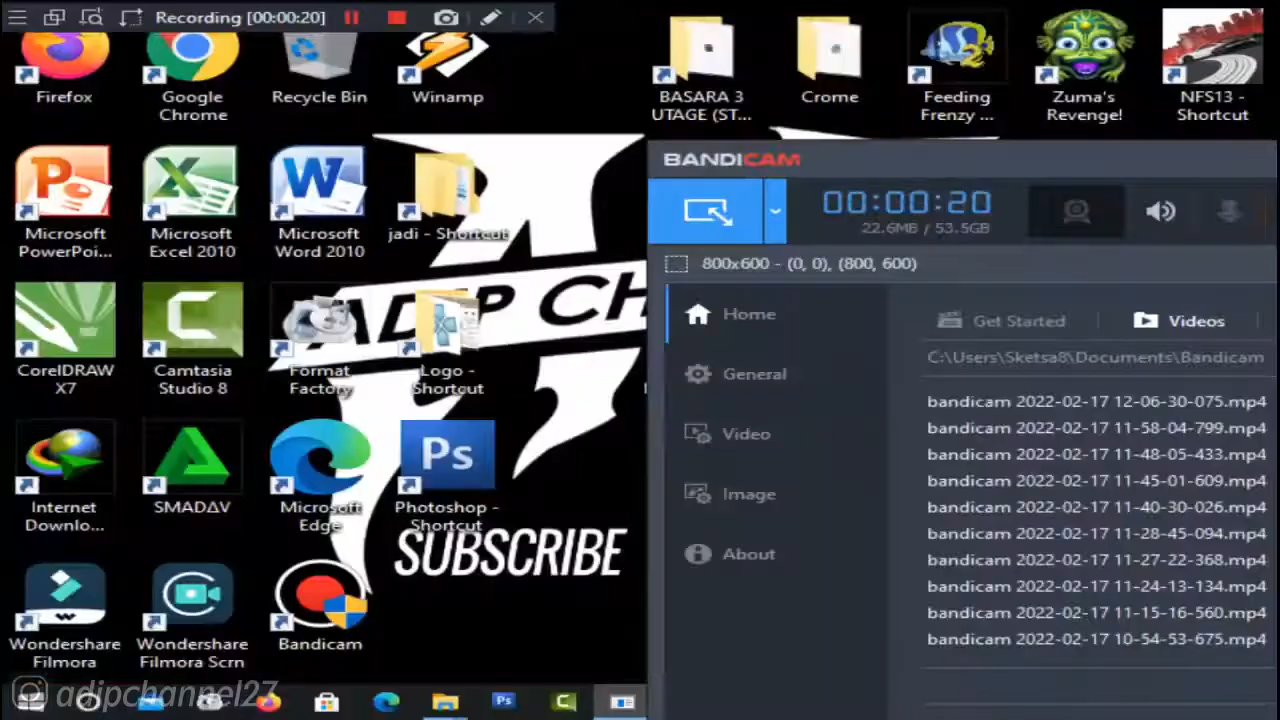 Recording [00:00:20]
Firefox
Google
Chrome
Recycle Bin
Winamp
BASARA 3
UTAGE (ST...
Crome
Feeding
Frenzy ...
Zuma's
Revenge!
NFS13 -
Shortcut
Microsoft
PowerPoi...
Microsoft
Excel 2010
Microsoft
Word 2010
jadi - Shortcut
CorelDRAW
X7
Camtasia
Studio 8
Format
Factory
Logo -
Shortcut
ADIP CH
Internet
Downlo...
SMADΔV
Microsoft
Edge
Ps
Photoshop -
Shortcut
SUBSCRIBE
Wondershare
Filmora
Wondershare
Filmora Scrn
Bandicam
adipchannel27
Ps
BANDICAM
00:00:20
22.6MB / 53.5GB
800x600 - (0, 0), (800, 600)
Home
General
Video
Image
About
Get Started
Videos
C:\Users\Sketsa8\Documents\Bandicam
bandicam 2022-02-17 12-06-30-075.mp4
bandicam 2022-02-17 11-58-04-799.mp4
bandicam 2022-02-17 11-48-05-433.mp4
bandicam 2022-02-17 11-45-01-609.mp4
bandicam 2022-02-17 11-40-30-026.mp4
bandicam 2022-02-17 11-28-45-094.mp4
bandicam 2022-02-17 11-27-22-368.mp4
bandicam 2022-02-17 11-24-13-134.mp4
bandicam 2022-02-17 11-15-16-560.mp4
bandicam 2022-02-17 10-54-53-675.mp4